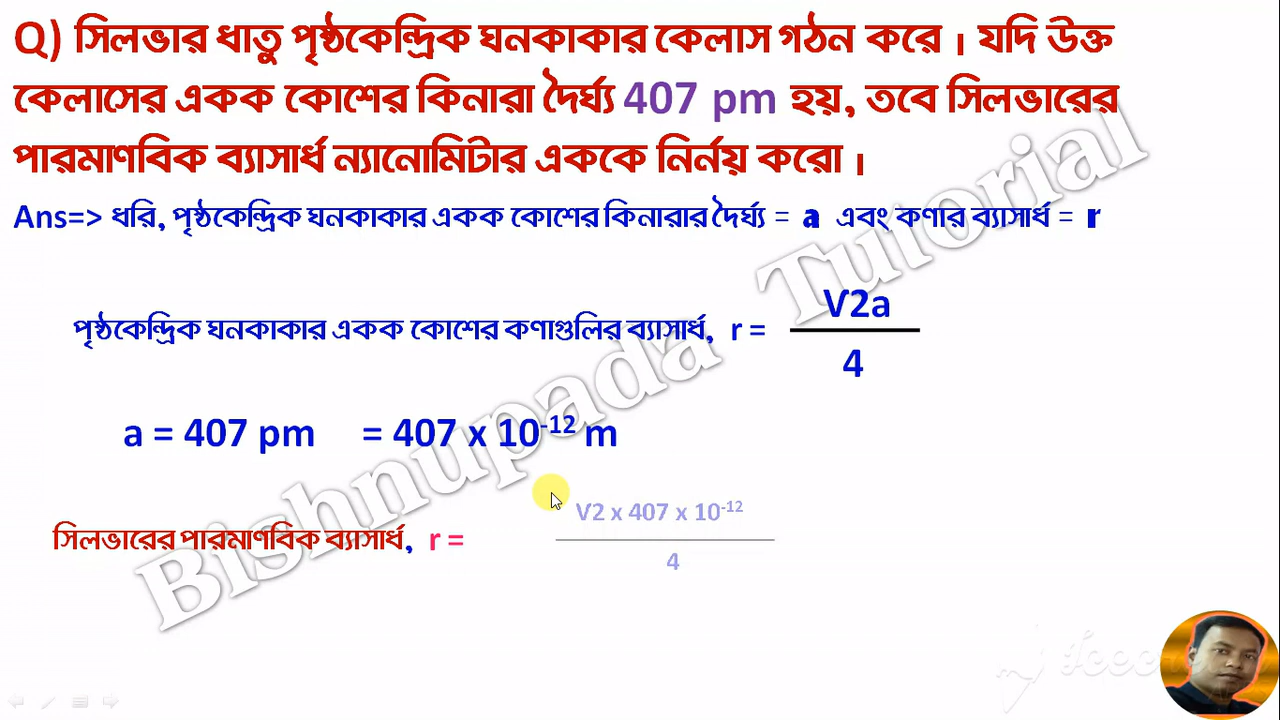 Q) সিলভার ধাতু পৃষ্ঠকেন্দ্রিক ঘনকাকার কেলাস গঠন করে । যদি উক্ত
কেলাসের একক কোশের কিনারা দৈর্ঘ্য 407 pm হয়, তবে সিলভারের
পারমাণবিক ব্যাসার্ধ ন্যানোমিটার এককে নির্নয় করো ।
Ans=> ধরি, পৃষ্ঠকেন্দ্রিক ঘনকাকার একক কোশের কিনারার দৈর্ঘ্য = a এবং কণার ব্যাসার্ধ = r
পৃষ্ঠকেন্দ্রিক ঘনকাকার একক কোশের কণাগুলির ব্যাসার্ধ, r =
V2a
4
a = 407 pm = 407 x 10-12 m
সিলভারের পারমাণবিক ব্যাসার্ধ, r =
V2 x 407 x 10-12
4
Bishnupada Tutorial